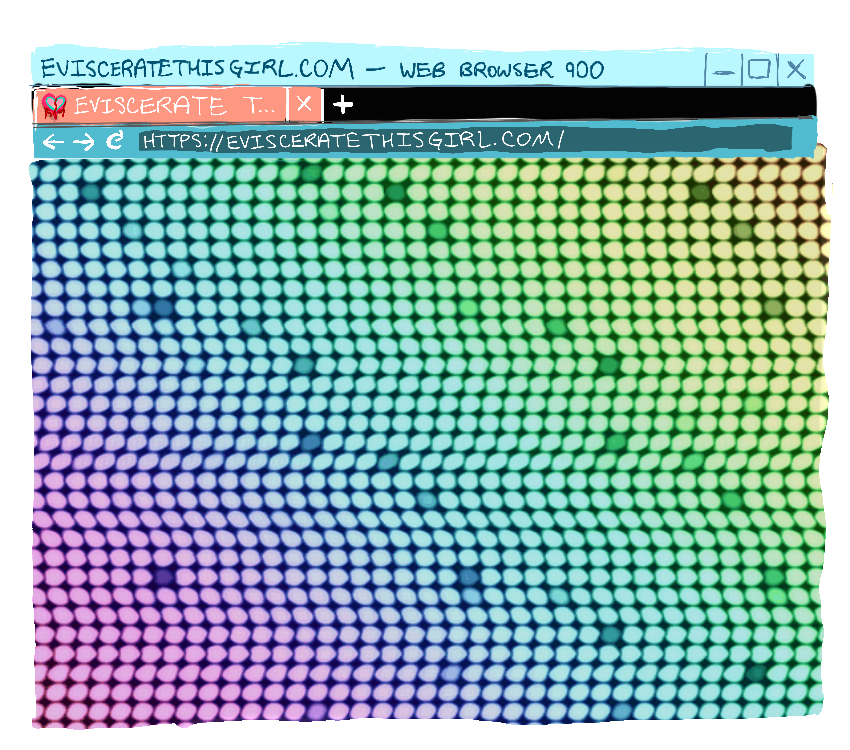 EVISCERATETHISGIRL.COM — WEB BROWSER 900
EVISCERATE T...
HTTPS://EVISCERATETHISGIRL.COM/